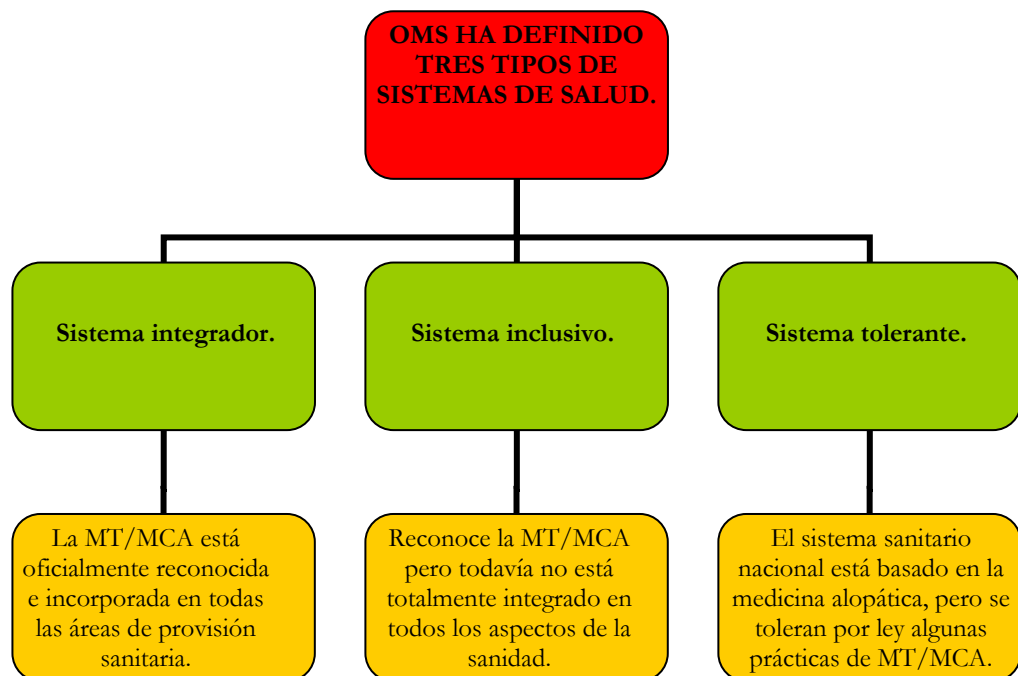 OMS HA DEFINIDO
TRES TIPOS DE
SISTEMAS DE SALUD.
Sistema integrador.
Sistema inclusivo.
Sistema tolerante.
La MT/MCA está
oficialmente reconocida
e incorporada en todas
las áreas de provisión
sanitaria.
Reconoce la MT/MCA
pero todavía no está
totalmente integrado en
todos los aspectos de la
sanidad.
El sistema sanitario
nacional está basado en la
medicina alopática, pero se
toleran por ley algunas
prácticas de MT/MCA.